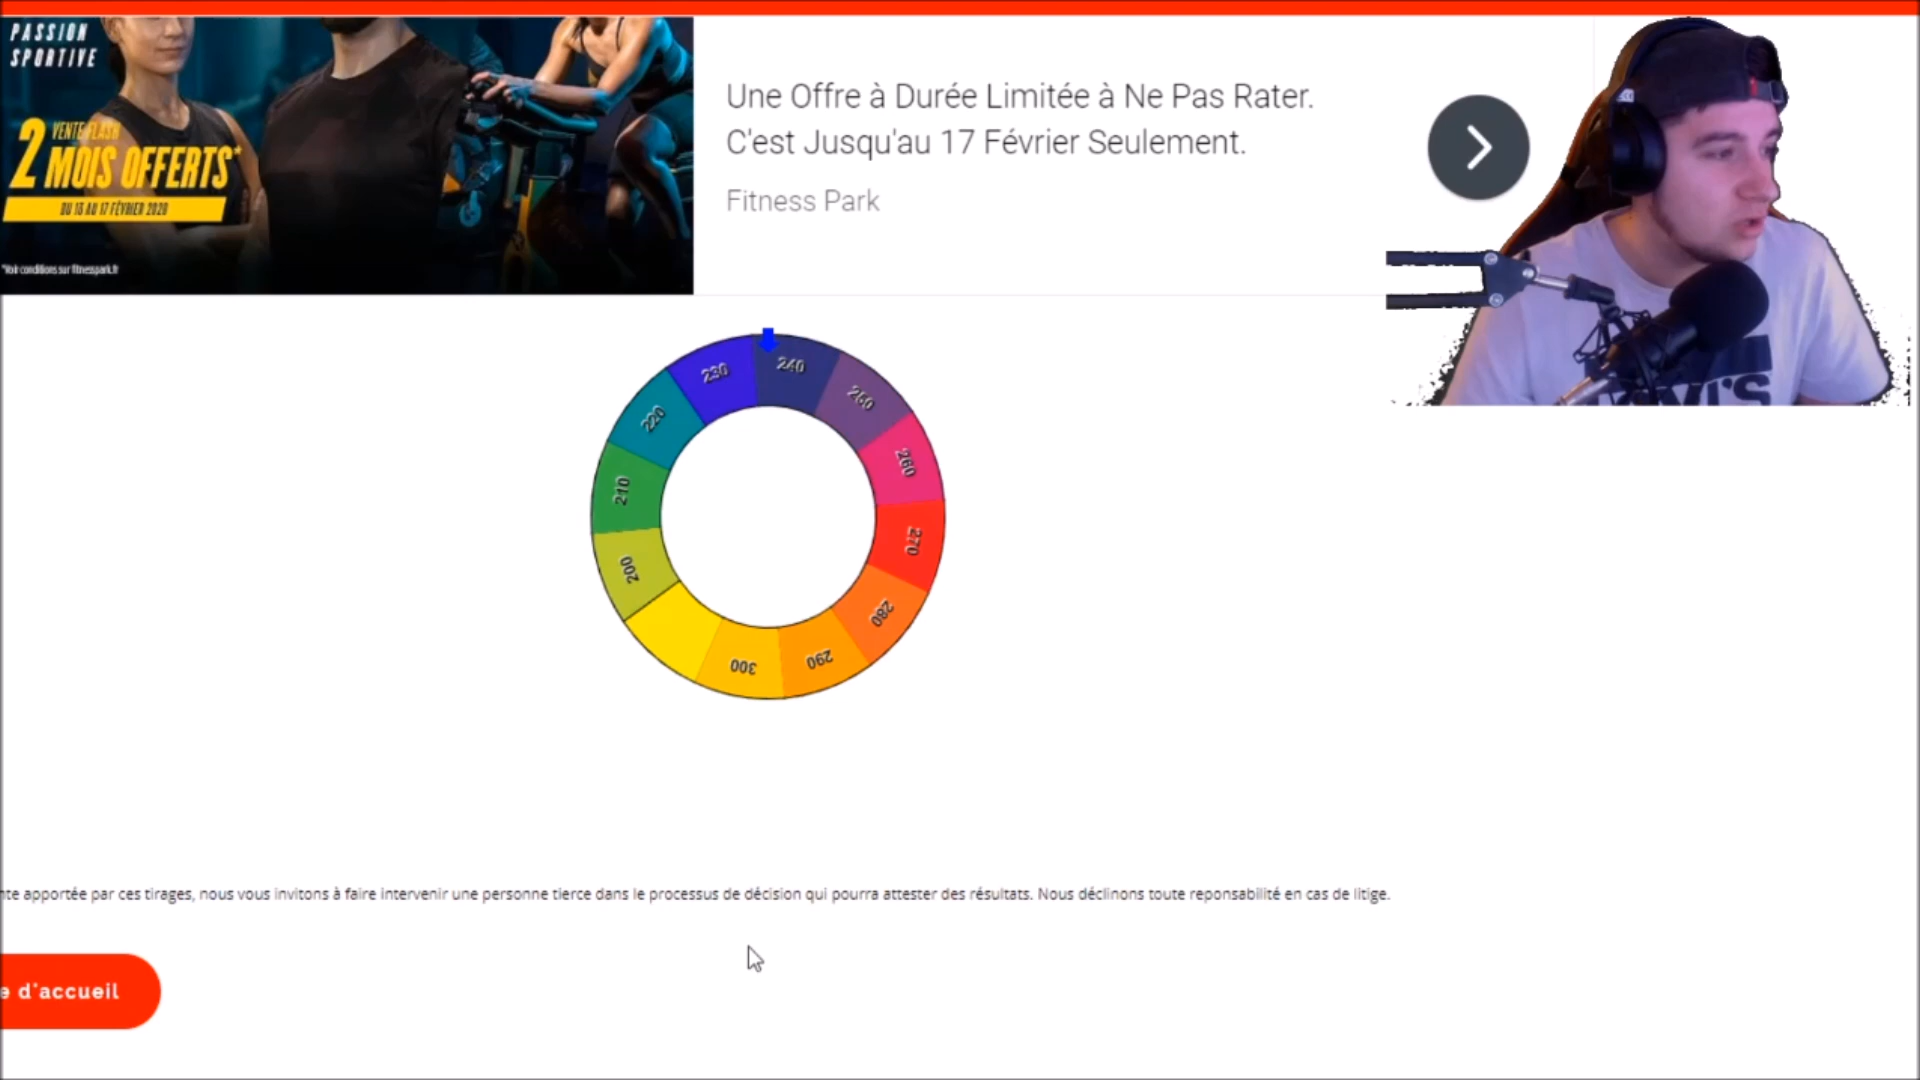 PASSION
SPORTIVE
VENTE FLASH
2 MOIS OFFERTS*
DU 13 AU 17 FÉVRIER 2020
*Voir conditions sur fitnesspark.fr
Une Offre à Durée Limitée à Ne Pas Rater.
C'est Jusqu'au 17 Février Seulement.
Fitness Park
200
210
220
230
240
250
260
270
280
290
300
nte apportée par ces tirages, nous vous invitons à faire intervenir une personne tierce dans le processus de décision qui pourra attester des résultats. Nous déclinons toute reponsabilité en cas de litige.
e d'accueil